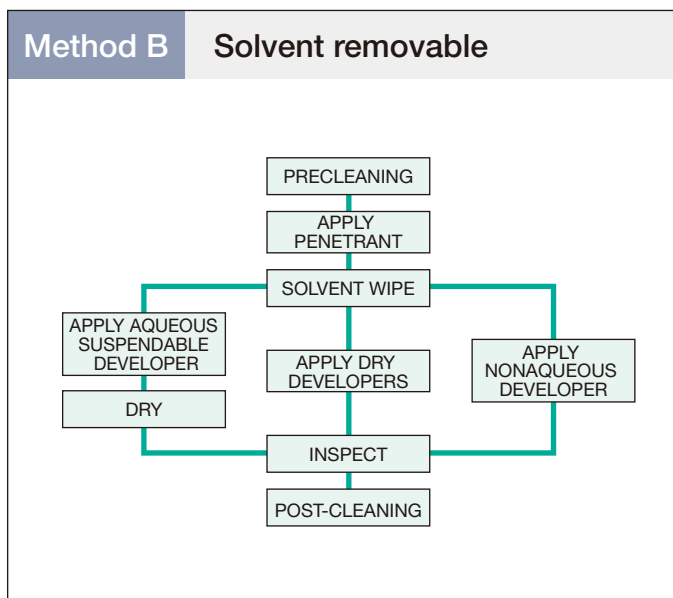 Method B
Solvent removable
PRECLEANING
APPLY
PENETRANT
SOLVENT WIPE
APPLY AQUEOUS
SUSPENDABLE
DEVELOPER
DRY
APPLY DRY
DEVELOPERS
APPLY
NONAQUEOUS
DEVELOPER
INSPECT
POST-CLEANING